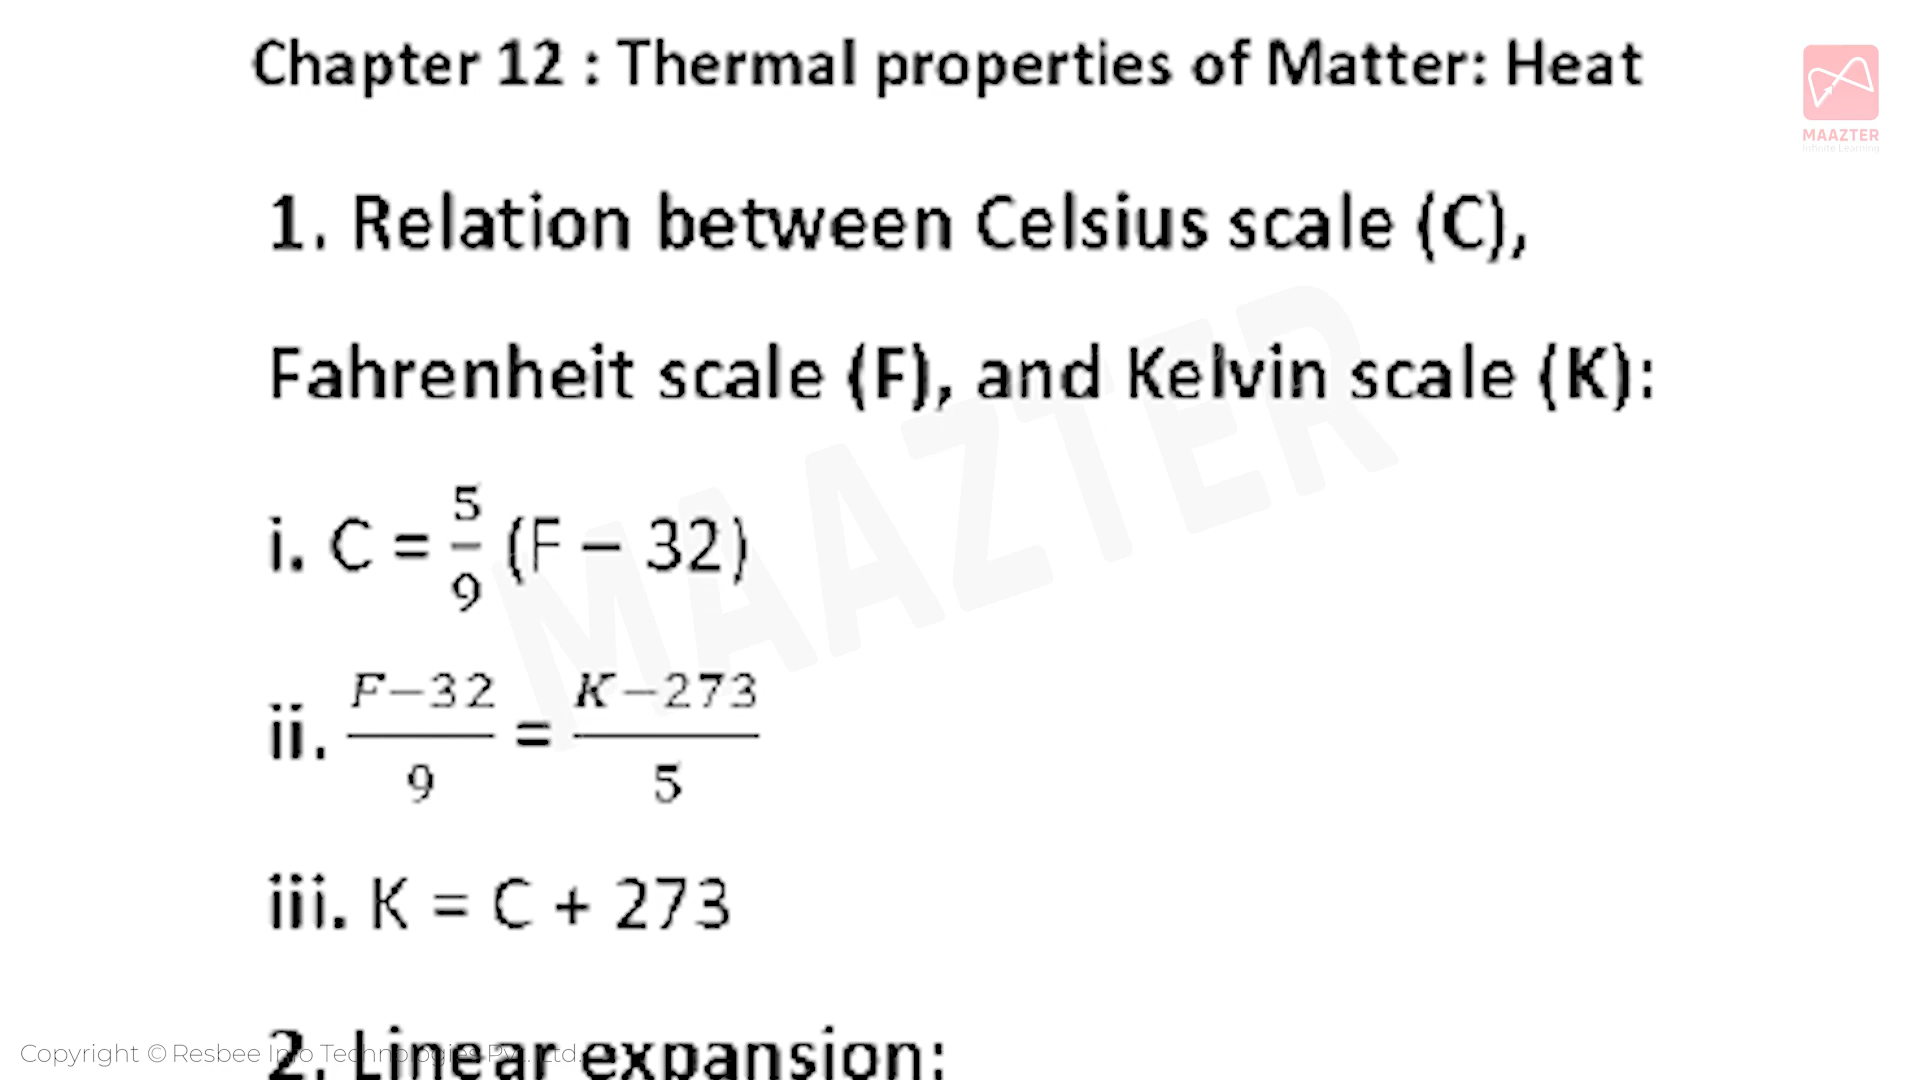 Chapter 12 : Thermal properties of Matter: Heat
MAAZTER
Infinite Learning
1. Relation between Celsius scale (C),
Fahrenheit scale (F), and Kelvin scale (K):
MAAZTER
i. C = 5/9 (F – 32)
ii. F−32/9 = K−273/5
iii. K = C + 273
2. Linear expansion:
Copyright © Resbee Info Technologies Pvt. Ltd.